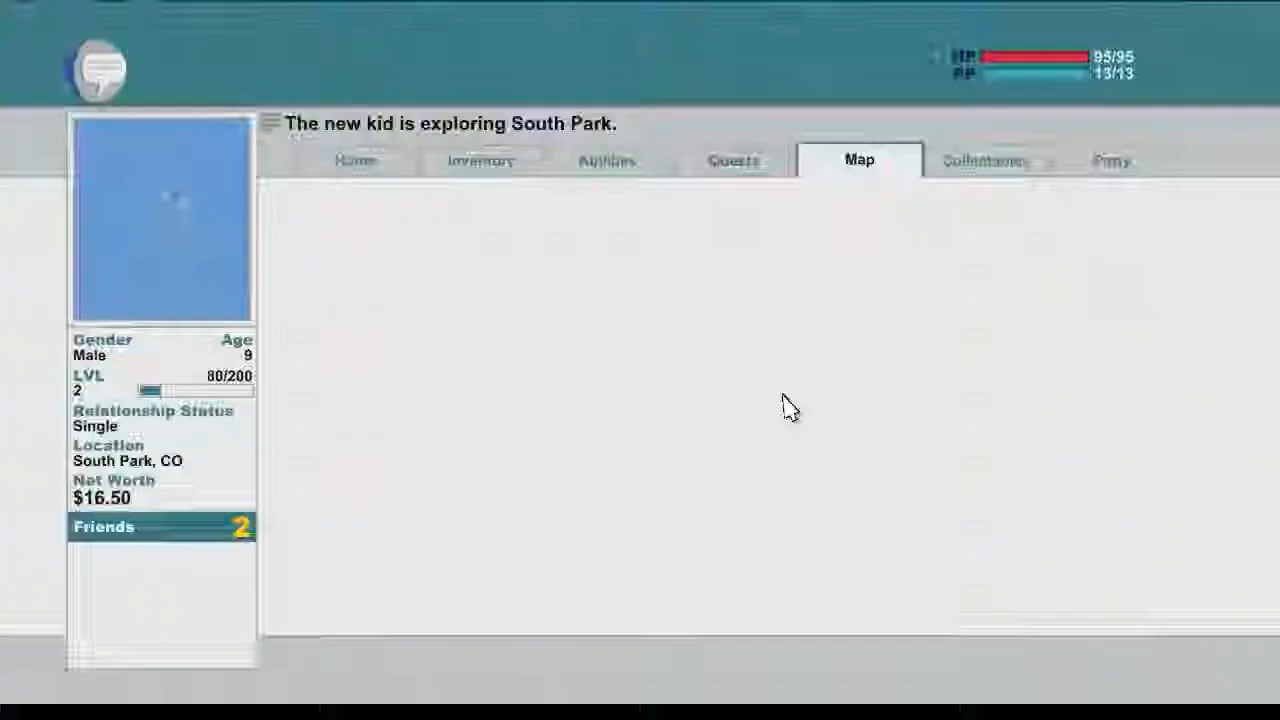 HP 95/95
PP 13/13
The new kid is exploring South Park.
Home Inventory Abilities Quests Map Collectables Party
Gender Age
Male 9
LVL 80/200
2
Relationship Status
Single
Location
South Park, CO
Net Worth
$16.50
Friends 2